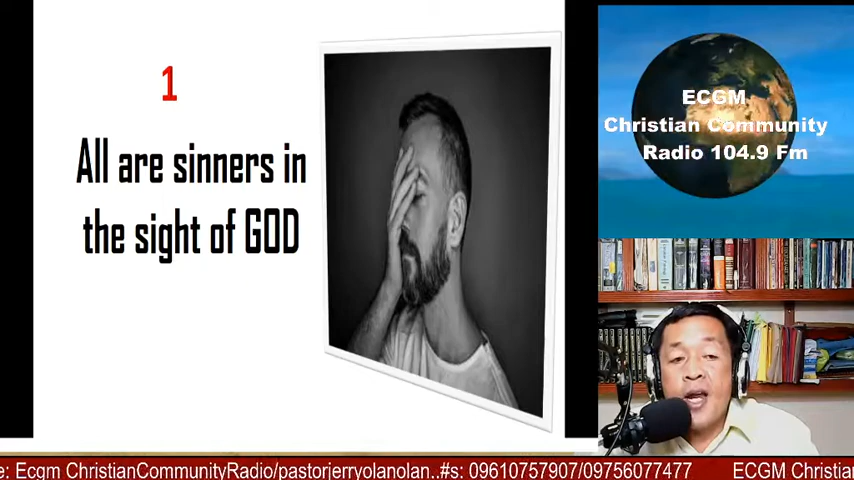 1
All are sinners in
the sight of GOD
ECGM
Christian Community
Radio 104.9 Fm
e: Ecgm ChristianCommunityRadio/pastorjerryolanolan..#s: 09610757907/09756077477 ECGM Christian